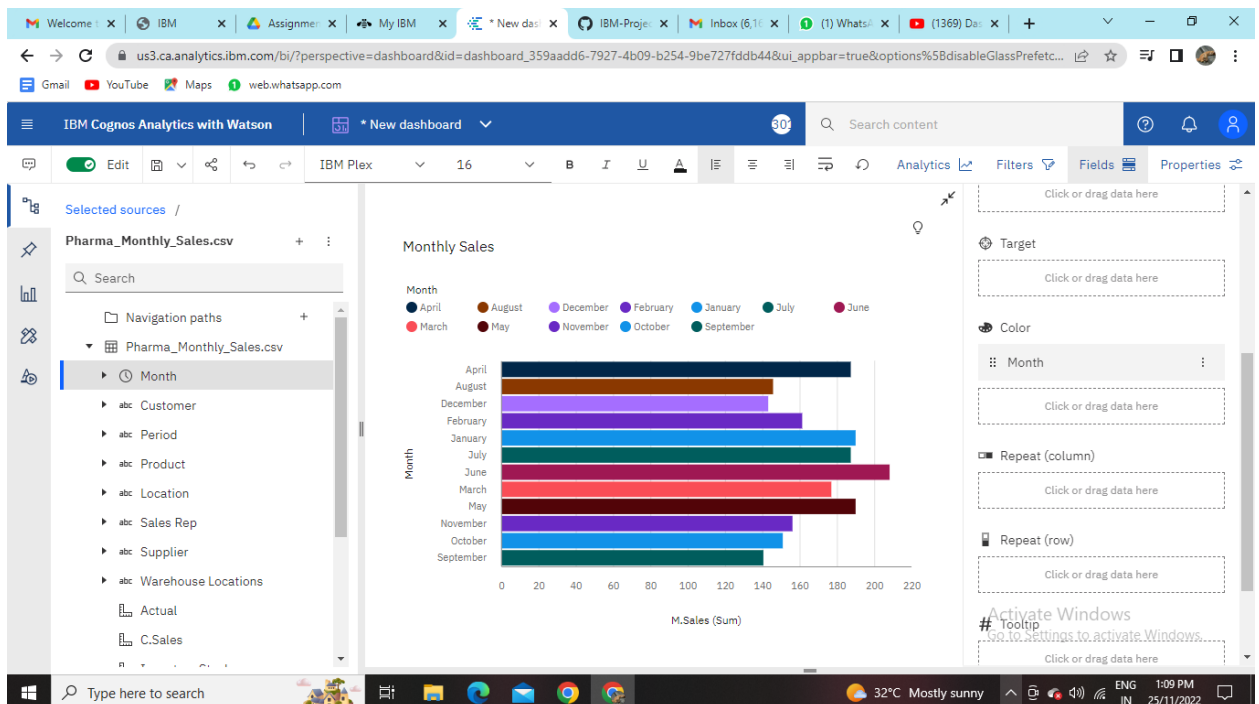 Welcome t
IBM
Assignmen
My IBM
* New dasl
IBM-Projec
Inbox (6,16
(1) WhatsA
(1369) Das
us3.ca.analytics.ibm.com/bi/?perspective=dashboard&id=dashboard_359aadd6-7927-4b09-b254-9be727fddb44&ui_appbar=true&options%5BdisableGlassPrefetc...
Gmail YouTube Maps web.whatsapp.com
IBM Cognos Analytics with Watson
* New dashboard
301
Search content
Edit
IBM Plex
16
B I U A
Analytics
Filters
Fields
Properties
Selected sources /
Pharma_Monthly_Sales.csv
Search
Navigation paths
Pharma_Monthly_Sales.csv
Month
abc Customer
abc Period
abc Product
abc Location
abc Sales Rep
abc Supplier
abc Warehouse Locations
Actual
C.Sales
Monthly Sales
Month
April August December February January July June
March May November October September
Month
April
August
December
February
January
July
June
March
May
November
October
September
0 20 40 60 80 100 120 140 160 180 200 220
M.Sales (Sum)
Click or drag data here
Target
Click or drag data here
Color
Month
Click or drag data here
Repeat (column)
Click or drag data here
Repeat (row)
Click or drag data here
Activate Windows
# Tooltip
Go to Settings to activate Windows.
Click or drag data here
Type here to search
32°C Mostly sunny
ENG
IN
1:09 PM
25/11/2022